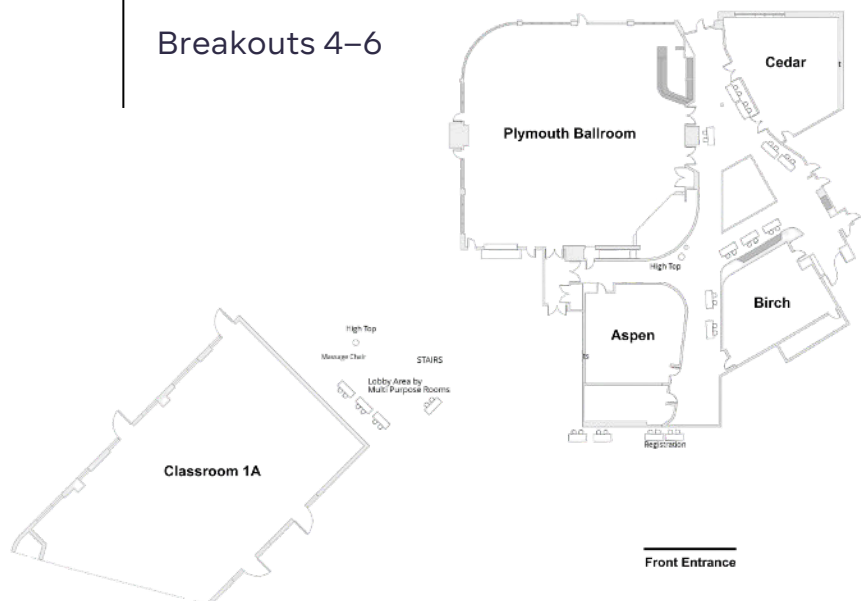 Breakouts 4–6
Cedar
t
Plymouth Ballroom
High Top
Birch
Aspen
ts
Registration
High Top
Massage Chair
STAIRS
Lobby Area by
Multi Purpose Rooms
Classroom 1A
Front Entrance